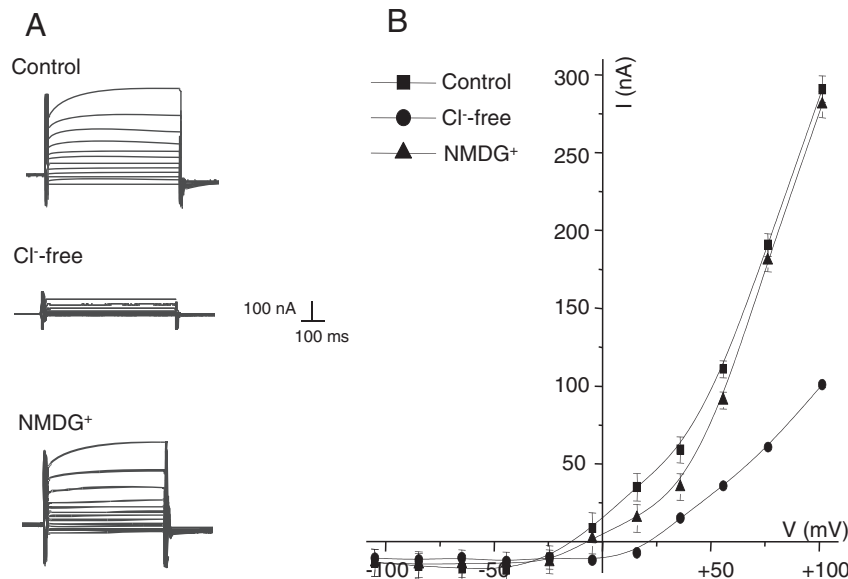 A
Control
Cl⁻-free
100 nA
100 ms
NMDG⁺
B
Control
Cl⁻-free
NMDG⁺
I (nA)
300
250
200
150
100
50
V (mV)
-100
-50
+50
+100